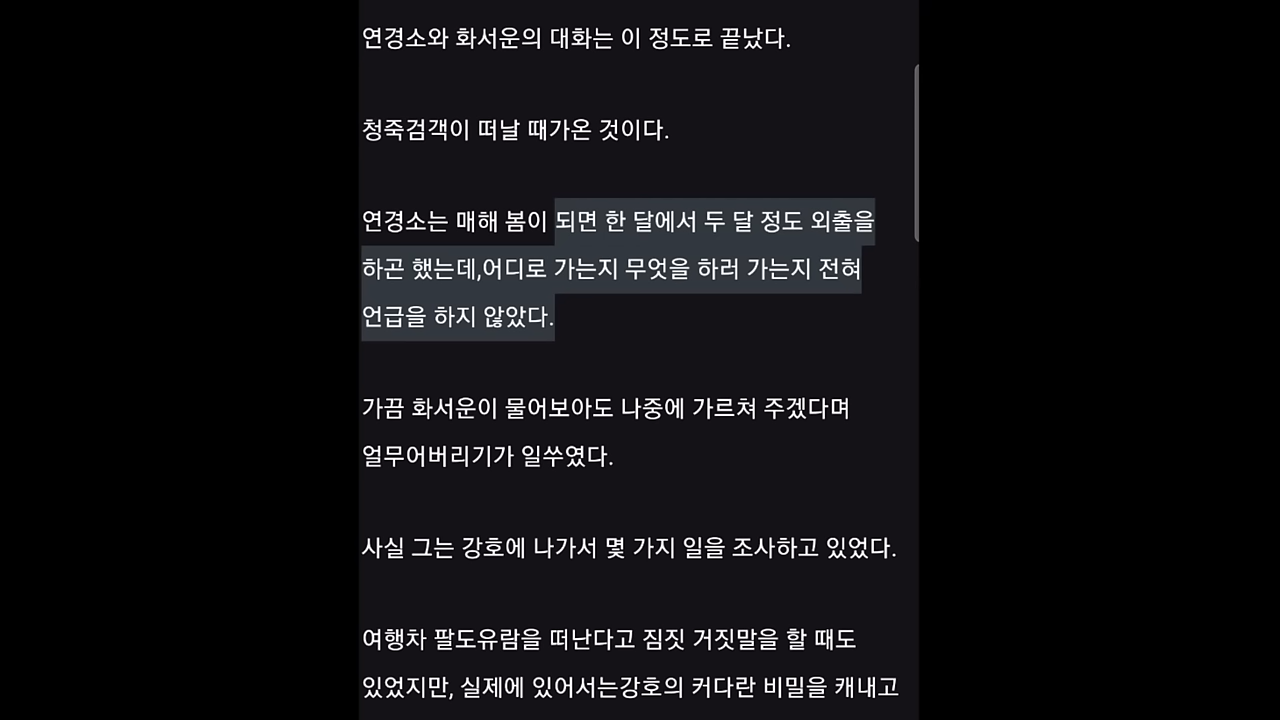 연경소와 화서운의 대화는 이 정도로 끝났다.
청죽검객이 떠날 때가온 것이다.
연경소는 매해 봄이 되면 한 달에서 두 달 정도 외출을
하곤 했는데,어디로 가는지 무엇을 하러 가는지 전혀
언급을 하지 않았다.
가끔 화서운이 물어보아도 나중에 가르쳐 주겠다며
얼무어버리기가 일쑤였다.
사실 그는 강호에 나가서 몇 가지 일을 조사하고 있었다.
여행차 팔도유람을 떠난다고 짐짓 거짓말을 할 때도
있었지만, 실제에 있어서는강호의 커다란 비밀을 캐내고